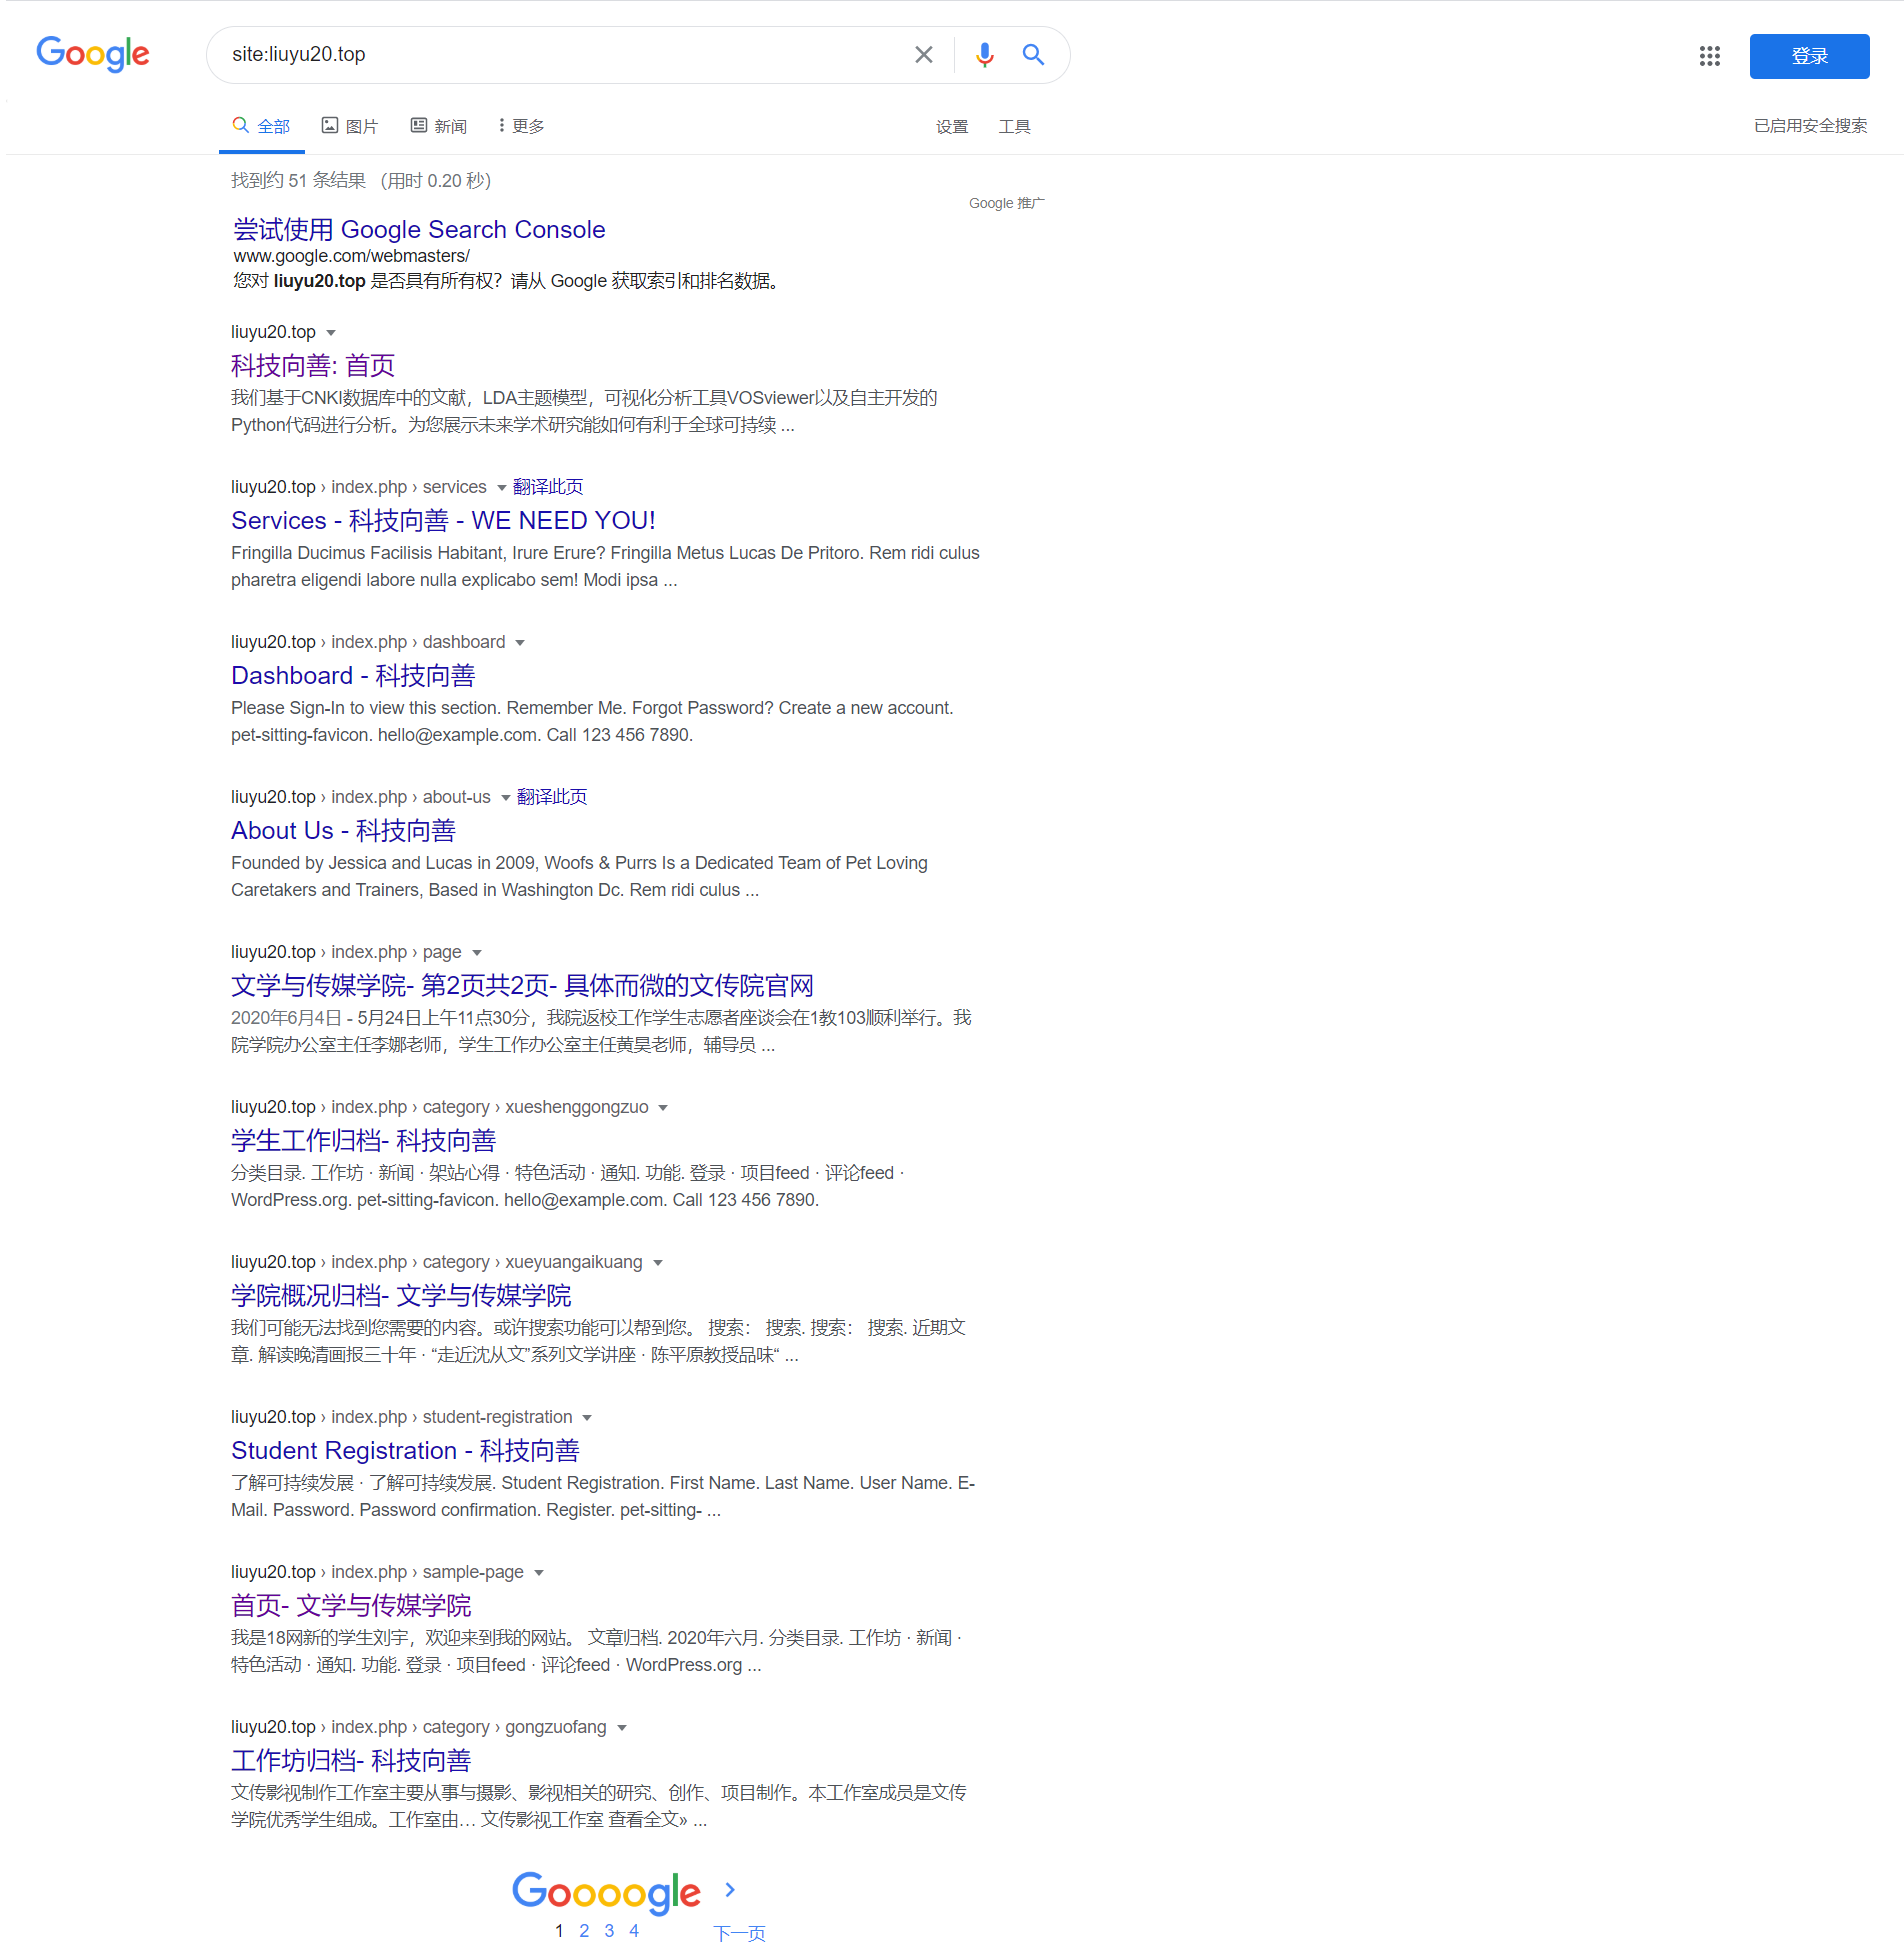 Google
site:liuyu20.top
登录
全部 图片 新闻 更多 设置 工具 已启用安全搜索
找到约 51 条结果 （用时 0.20 秒）
Google 推广
尝试使用 Google Search Console
www.google.com/webmasters/
您对 liuyu20.top 是否具有所有权？请从 Google 获取索引和排名数据。
liuyu20.top
科技向善: 首页
我们基于CNKI数据库中的文献，LDA主题模型，可视化分析工具VOSviewer以及自主开发的
Python代码进行分析。为您展示未来学术研究能如何有利于全球可持续 ...
liuyu20.top › index.php › services 翻译此页
Services - 科技向善 - WE NEED YOU!
Fringilla Ducimus Facilisis Habitant, Irure Erure? Fringilla Metus Lucas De Pritoro. Rem ridi culus
pharetra eligendi labore nulla explicabo sem! Modi ipsa ...
liuyu20.top › index.php › dashboard
Dashboard - 科技向善
Please Sign-In to view this section. Remember Me. Forgot Password? Create a new account.
pet-sitting-favicon. hello@example.com. Call 123 456 7890.
liuyu20.top › index.php › about-us 翻译此页
About Us - 科技向善
Founded by Jessica and Lucas in 2009, Woofs & Purrs Is a Dedicated Team of Pet Loving
Caretakers and Trainers, Based in Washington Dc. Rem ridi culus ...
liuyu20.top › index.php › page
文学与传媒学院- 第2页共2页- 具体而微的文传院官网
2020年6月4日 - 5月24日上午11点30分，我院返校工作学生志愿者座谈会在1教103顺利举行。我
院学院办公室主任李娜老师，学生工作办公室主任黄昊老师，辅导员 ...
liuyu20.top › index.php › category › xueshenggongzuo
学生工作归档- 科技向善
分类目录. 工作坊 · 新闻 · 架站心得 · 特色活动 · 通知. 功能. 登录 · 项目feed · 评论feed ·
WordPress.org. pet-sitting-favicon. hello@example.com. Call 123 456 7890.
liuyu20.top › index.php › category › xueyuangaikuang
学院概况归档- 文学与传媒学院
我们可能无法找到您需要的内容。或许搜索功能可以帮到您。 搜索： 搜索. 搜索： 搜索. 近期文
章. 解读晚清画报三十年 · “走近沈从文”系列文学讲座 · 陈平原教授品味“ ...
liuyu20.top › index.php › student-registration
Student Registration - 科技向善
了解可持续发展 · 了解可持续发展. Student Registration. First Name. Last Name. User Name. E-
Mail. Password. Password confirmation. Register. pet-sitting- ...
liuyu20.top › index.php › sample-page
首页- 文学与传媒学院
我是18网新的学生刘宇，欢迎来到我的网站。 文章归档. 2020年六月. 分类目录. 工作坊 · 新闻 ·
特色活动 · 通知. 功能. 登录 · 项目feed · 评论feed · WordPress.org ...
liuyu20.top › index.php › category › gongzuofang
工作坊归档- 科技向善
文传影视制作工作室主要从事与摄影、影视相关的研究、创作、项目制作。本工作室成员是文传
学院优秀学生组成。工作室由… 文传影视工作室 查看全文» ...
Goooogle
1 2 3 4 下一页